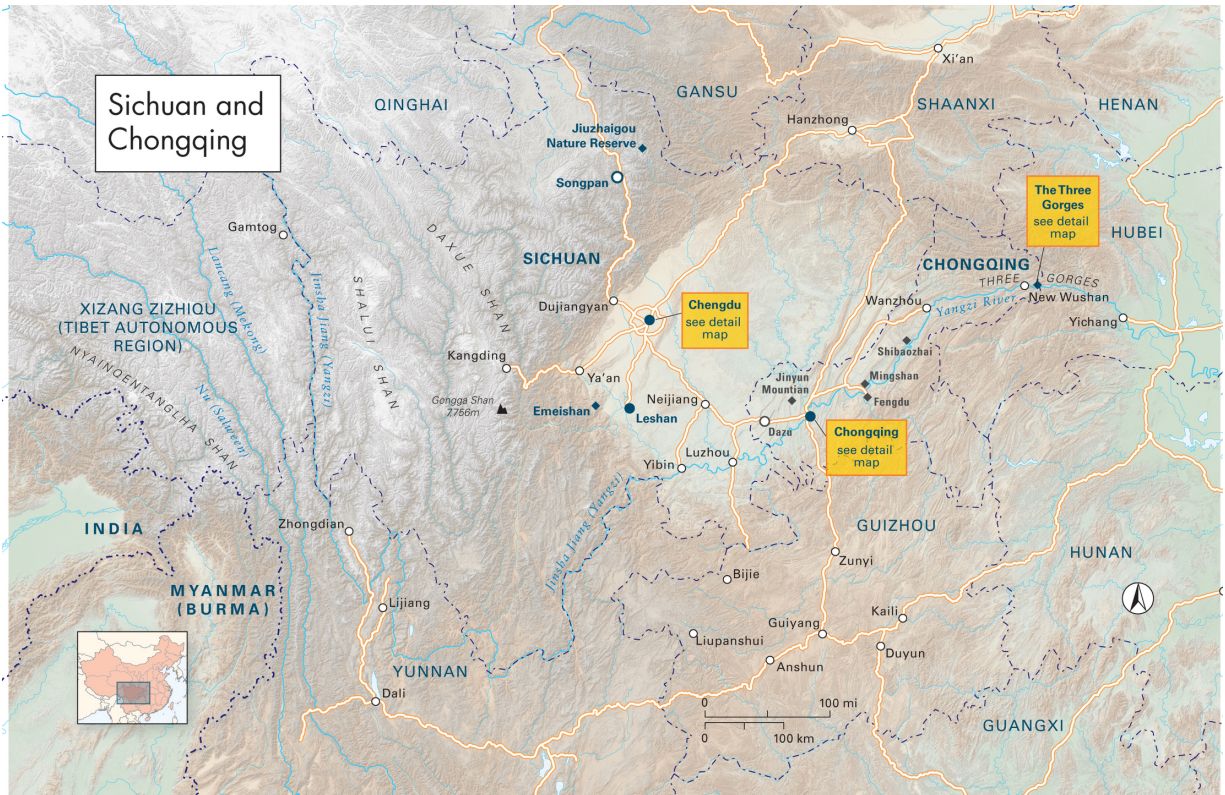 Sichuan and
Chongqing
QINGHAI
GANSU
Xi'an
SHAANXI
HENAN
Hanzhong
Jiuzhaigou
Nature Reserve
Songpan
The Three
Gorges
see detail
map
Gamtog
Lancang (Mekong)
Jinsha Jiang (Yangzi)
DAXUE SHAN
SHALUI SHAN
SICHUAN
HUBEI
CHONGQING
THREE GORGES
New Wushan
Dujiangyan
Chengdu
see detail
map
Wanzhou
Yangzi River
Yichang
XIZANG ZIZHIQU
(TIBET AUTONOMOUS
REGION)
NYAINQENTANGLHA SHAN
Nu (Salween)
Shibaozhai
Kangding
Ya'an
Jinyun
Mountian
Mingshan
Fengdu
Gongga Shan
7,766m
Emeishan
Leshan
Neijiang
Dazu
Chongqing
see detail
map
Yibin
Luzhou
Jinsha Jiang (Yangzi)
INDIA
Zhongdian
GUIZHOU
HUNAN
Zunyi
Bijie
MYANMAR
(BURMA)
Lijiang
Kaili
Guiyang
Liupanshui
Duyun
Anshun
YUNNAN
Dali
0 100 mi
0 100 km
GUANGXI